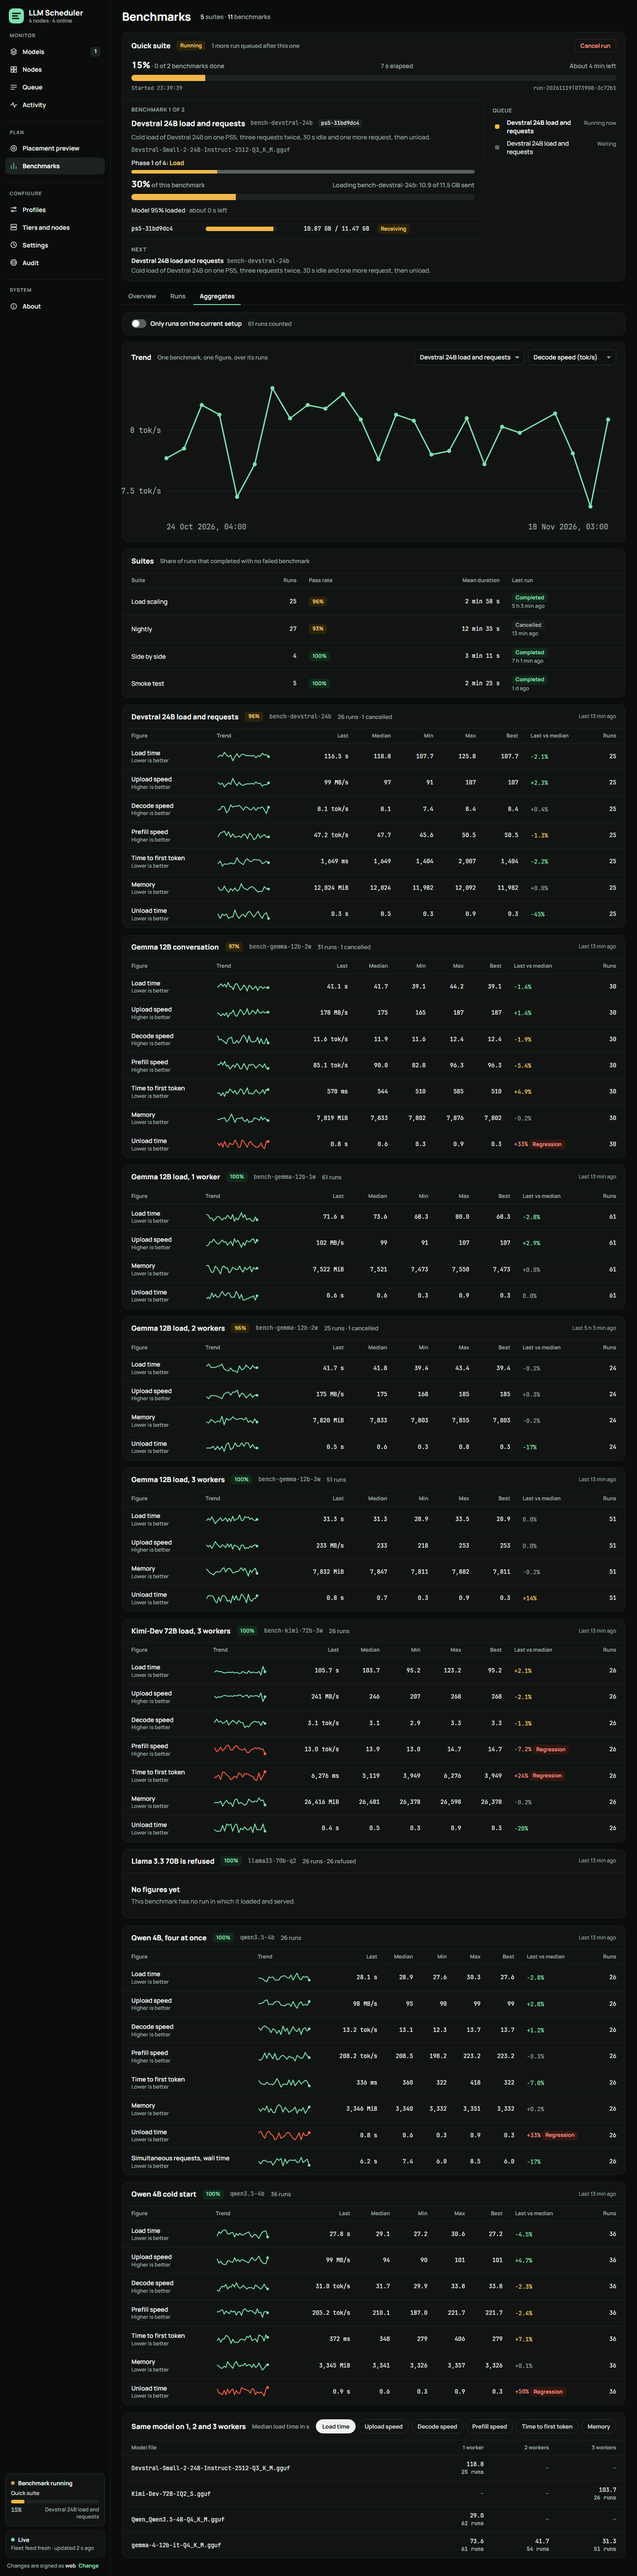 LLM Scheduler
4 nodes · 4 online
MONITOR
Models 1
Nodes
Queue
Activity
PLAN
Placement preview
Benchmarks
CONFIGURE
Profiles
Tiers and nodes
Settings
Audit
SYSTEM
About
Benchmark running
Quick suite
15% Devstral 24B load and requests
Live
Fleet feed fresh · updated 2 s ago
Changes are signed as web Change
Benchmarks 5 suites · 11 benchmarks
Quick suite Running 1 more run queued after this one Cancel run
15% · 0 of 2 benchmarks done 7 s elapsed About 4 min left
Started 23:39:39 run-20261119T073908-3c72b1
BENCHMARK 1 OF 2
Devstral 24B load and requests bench-devstral-24b ps5-31bd9dc4
Cold load of Devstral 24B on one PS5, three requests twice, 30 s idle and one more request, then unload.
Devstral-Small-2-24B-Instruct-2512-Q3_K_M.gguf
Phase 1 of 4: Load
30% of this benchmark Loading bench-devstral-24b: 10.9 of 11.5 GB sent
Model 95% loaded · about 0 s left
ps5-31bd9dc4 10.87 GB / 11.47 GB Receiving
NEXT
Devstral 24B load and requests bench-devstral-24b
Cold load of Devstral 24B on one PS5, three requests twice, 30 s idle and one more request, then unload.
QUEUE
Devstral 24B load and requests Running now
Devstral 24B load and requests Waiting
Overview Runs Aggregates
Only runs on the current setup 61 runs counted
Trend One benchmark, one figure, over its runs Devstral 24B load and requests Decode speed (tok/s)
8 tok/s
7.5 tok/s
24 Oct 2026, 04:00 18 Nov 2026, 03:00
Suites Share of runs that completed with no failed benchmark
Suite Runs Pass rate Mean duration Last run
Load scaling 25 96% 2 min 58 s Completed 5 h 3 min ago
Nightly 27 93% 12 min 35 s Cancelled 13 min ago
Side by side 4 100% 3 min 11 s Completed 7 h 1 min ago
Smoke test 5 100% 2 min 25 s Completed 1 d ago
Devstral 24B load and requests 96% bench-devstral-24b 26 runs · 1 cancelled Last 13 min ago
Figure Trend Last Median Min Max Best Last vs median Runs
Load time Lower is better 116.5 s 118.8 107.7 125.8 107.7 -2.1% 25
Upload speed Higher is better 99 MB/s 97 91 107 107 +2.3% 25
Decode speed Higher is better 8.1 tok/s 8.1 7.4 8.4 8.4 +0.4% 25
Prefill speed Higher is better 47.2 tok/s 47.7 45.6 50.5 50.5 -1.3% 25
Time to first token Lower is better 1,649 ms 1,649 1,404 2,007 1,404 -2.2% 25
Memory Lower is better 12,024 MiB 12,024 11,982 12,092 11,982 +0.0% 25
Unload time Lower is better 0.3 s 0.5 0.3 0.9 0.3 -45% 25
Gemma 12B conversation 97% bench-gemma-12b-2w 31 runs · 1 cancelled Last 13 min ago
Figure Trend Last Median Min Max Best Last vs median Runs
Load time Lower is better 41.1 s 41.7 39.1 44.2 39.1 -1.4% 30
Upload speed Higher is better 178 MB/s 175 165 187 187 +1.4% 30
Decode speed Higher is better 11.6 tok/s 11.9 11.6 12.4 12.4 -1.9% 30
Prefill speed Higher is better 85.1 tok/s 90.0 82.8 96.3 96.3 -5.4% 30
Time to first token Lower is better 570 ms 544 510 585 510 +4.9% 30
Memory Lower is better 7,819 MiB 7,833 7,802 7,876 7,802 -0.2% 30
Unload time Lower is better 0.8 s 0.6 0.3 0.9 0.3 +33% Regression 30
Gemma 12B load, 1 worker 100% bench-gemma-12b-1w 61 runs Last 13 min ago
Figure Trend Last Median Min Max Best Last vs median Runs
Load time Lower is better 71.6 s 73.6 68.3 80.0 68.3 -2.8% 61
Upload speed Higher is better 102 MB/s 99 91 107 107 +2.9% 61
Memory Lower is better 7,522 MiB 7,521 7,473 7,558 7,473 +0.0% 61
Unload time Lower is better 0.6 s 0.6 0.3 0.9 0.3 0.0% 61
Gemma 12B load, 2 workers 96% bench-gemma-12b-2w 25 runs · 1 cancelled Last 5 h 3 min ago
Figure Trend Last Median Min Max Best Last vs median Runs
Load time Lower is better 41.7 s 41.8 39.4 43.4 39.4 -0.2% 24
Upload speed Higher is better 175 MB/s 175 168 185 185 +0.3% 24
Memory Lower is better 7,820 MiB 7,833 7,803 7,855 7,803 -0.2% 24
Unload time Lower is better 0.5 s 0.6 0.3 0.8 0.3 -17% 24
Gemma 12B load, 3 workers 100% bench-gemma-12b-3w 51 runs Last 13 min ago
Figure Trend Last Median Min Max Best Last vs median Runs
Load time Lower is better 31.3 s 31.3 28.9 33.5 28.9 0.0% 51
Upload speed Higher is better 233 MB/s 233 218 253 253 0.0% 51
Memory Lower is better 7,832 MiB 7,847 7,811 7,882 7,811 -0.2% 51
Unload time Lower is better 0.8 s 0.7 0.3 0.9 0.3 +14% 51
Kimi-Dev 72B load, 3 workers 100% bench-kimi-72b-3w 26 runs Last 13 min ago
Figure Trend Last Median Min Max Best Last vs median Runs
Load time Lower is better 105.7 s 103.7 95.2 123.2 95.2 +2.1% 26
Upload speed Higher is better 241 MB/s 246 207 268 268 -2.1% 26
Decode speed Higher is better 3.1 tok/s 3.1 2.9 3.3 3.3 -1.3% 26
Prefill speed Higher is better 13.0 tok/s 13.9 13.0 14.7 14.7 -7.2% Regression 26
Time to first token Lower is better 6,276 ms 5,119 3,949 6,276 3,949 +24% Regression 26
Memory Lower is better 26,416 MiB 26,481 26,378 26,598 26,378 -0.2% 26
Unload time Lower is better 0.4 s 0.5 0.3 0.9 0.3 -20% 26
Llama 3.3 70B is refused 100% llama33-70b-q2 26 runs · 26 refused Last 13 min ago
No figures yet
This benchmark has no run in which it loaded and served.
Qwen 4B, four at once 100% qwen3.5-4b 26 runs Last 13 min ago
Figure Trend Last Median Min Max Best Last vs median Runs
Load time Lower is better 28.1 s 28.9 27.6 30.3 27.6 -2.8% 26
Upload speed Higher is better 98 MB/s 95 90 99 99 +2.8% 26
Decode speed Higher is better 13.2 tok/s 13.1 12.3 13.7 13.7 +1.2% 26
Prefill speed Higher is better 208.2 tok/s 208.5 198.2 223.2 223.2 -0.3% 26
Time to first token Lower is better 336 ms 360 322 418 322 -7.8% 26
Memory Lower is better 3,346 MiB 3,340 3,332 3,351 3,332 +0.2% 26
Unload time Lower is better 0.8 s 0.6 0.3 0.9 0.3 +33% Regression 26
Simultaneous requests, wall time Lower is better 6.2 s 7.4 6.0 8.5 6.0 -17% 26
Qwen 4B cold start 100% qwen3.5-4b 36 runs Last 13 min ago
Figure Trend Last Median Min Max Best Last vs median Runs
Load time Lower is better 27.8 s 29.1 27.2 30.6 27.2 -4.5% 36
Upload speed Higher is better 99 MB/s 94 90 101 101 +4.7% 36
Decode speed Higher is better 31.0 tok/s 31.7 29.9 33.8 33.8 -2.3% 36
Prefill speed Higher is better 205.2 tok/s 210.1 187.0 221.7 221.7 -2.4% 36
Time to first token Lower is better 372 ms 348 279 406 279 +7.1% 36
Memory Lower is better 3,345 MiB 3,341 3,326 3,357 3,326 +0.1% 36
Unload time Lower is better 0.9 s 0.6 0.3 0.9 0.3 +50% Regression 36
Same model on 1, 2 and 3 workers Median load time in s Load time Upload speed Decode speed Prefill speed Time to first token Memory
Model file 1 worker 2 workers 3 workers
Devstral-Small-2-24B-Instruct-2512-Q3_K_M.gguf 118.8 25 runs – –
Kimi-Dev-72B-IQ2_S.gguf – – 103.7 26 runs
Qwen_Qwen3.5-4B-Q4_K_M.gguf 29.0 62 runs – –
gemma-4-12b-it-Q4_K_M.gguf 73.6 61 runs 41.7 54 runs 31.3 51 runs